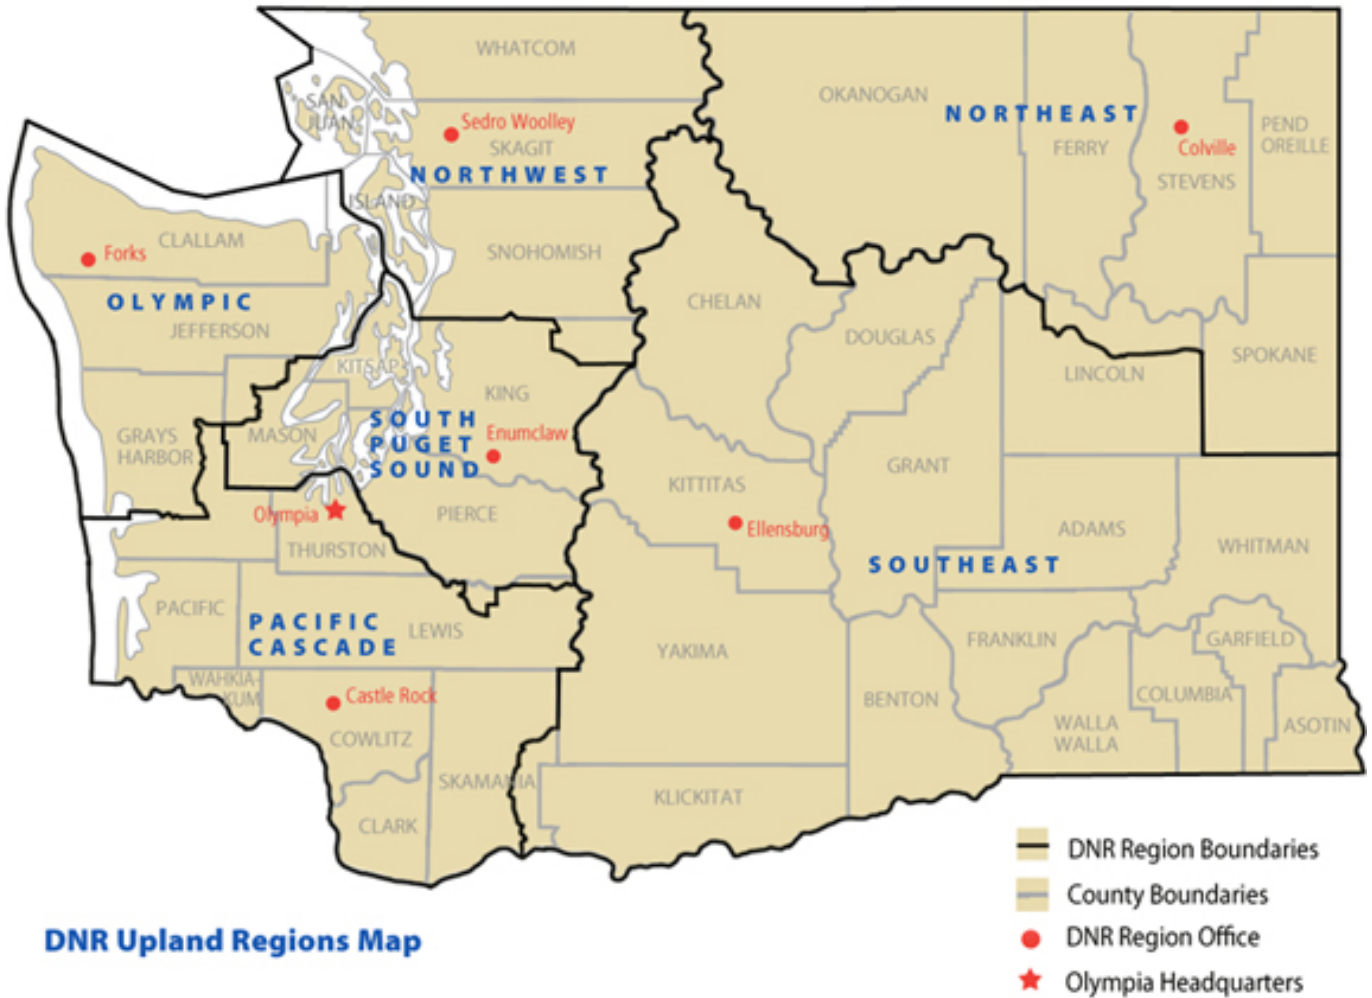 WHATCOM
OKANOGAN
NORTHEAST
SAN
JUAN
Sedro Woolley
SKAGIT
NORTHWEST
FERRY
Colville
STEVENS
PEND
OREILLE
ISLAND
CLALLAM
Forks
SNOHOMISH
OLYMPIC
JEFFERSON
CHELAN
DOUGLAS
KITSAP
KING
LINCOLN
SPOKANE
GRAYS
HARBOR
MASON
SOUTH
PUGET
SOUND
Enumclaw
KITTITAS
GRANT
Olympia
THURSTON
PIERCE
Ellensburg
ADAMS
WHITMAN
SOUTHEAST
PACIFIC
PACIFIC
CASCADE
LEWIS
YAKIMA
FRANKLIN
GARFIELD
WAHKIA-
KUM
Castle Rock
COWLITZ
BENTON
COLUMBIA
WALLA
WALLA
ASOTIN
SKAMANIA
KLICKITAT
CLARK
DNR Region Boundaries
County Boundaries
DNR Region Office
Olympia Headquarters
DNR Upland Regions Map